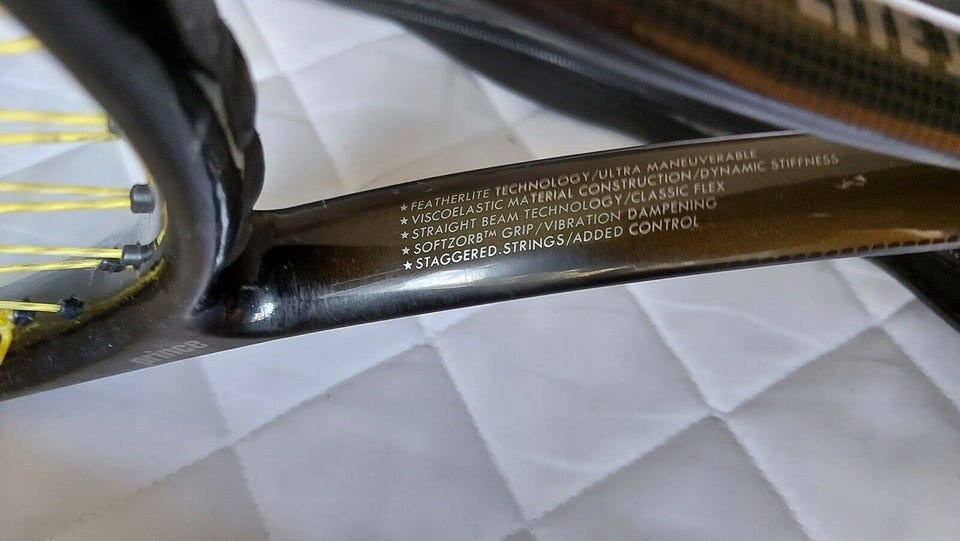 LITE
★FEATHERLITE TECHNOLOGY/ULTRA MANEUVERABLE
★VISCOELASTIC MATERIAL CONSTRUCTION/DYNAMIC STIFFNESS
★STRAIGHT BEAM TECHNOLOGY/CLASSIC FLEX
★SOFTZORB™ GRIP/VIBRATION DAMPENING
★STAGGERED.STRINGS/ADDED CONTROL
prince